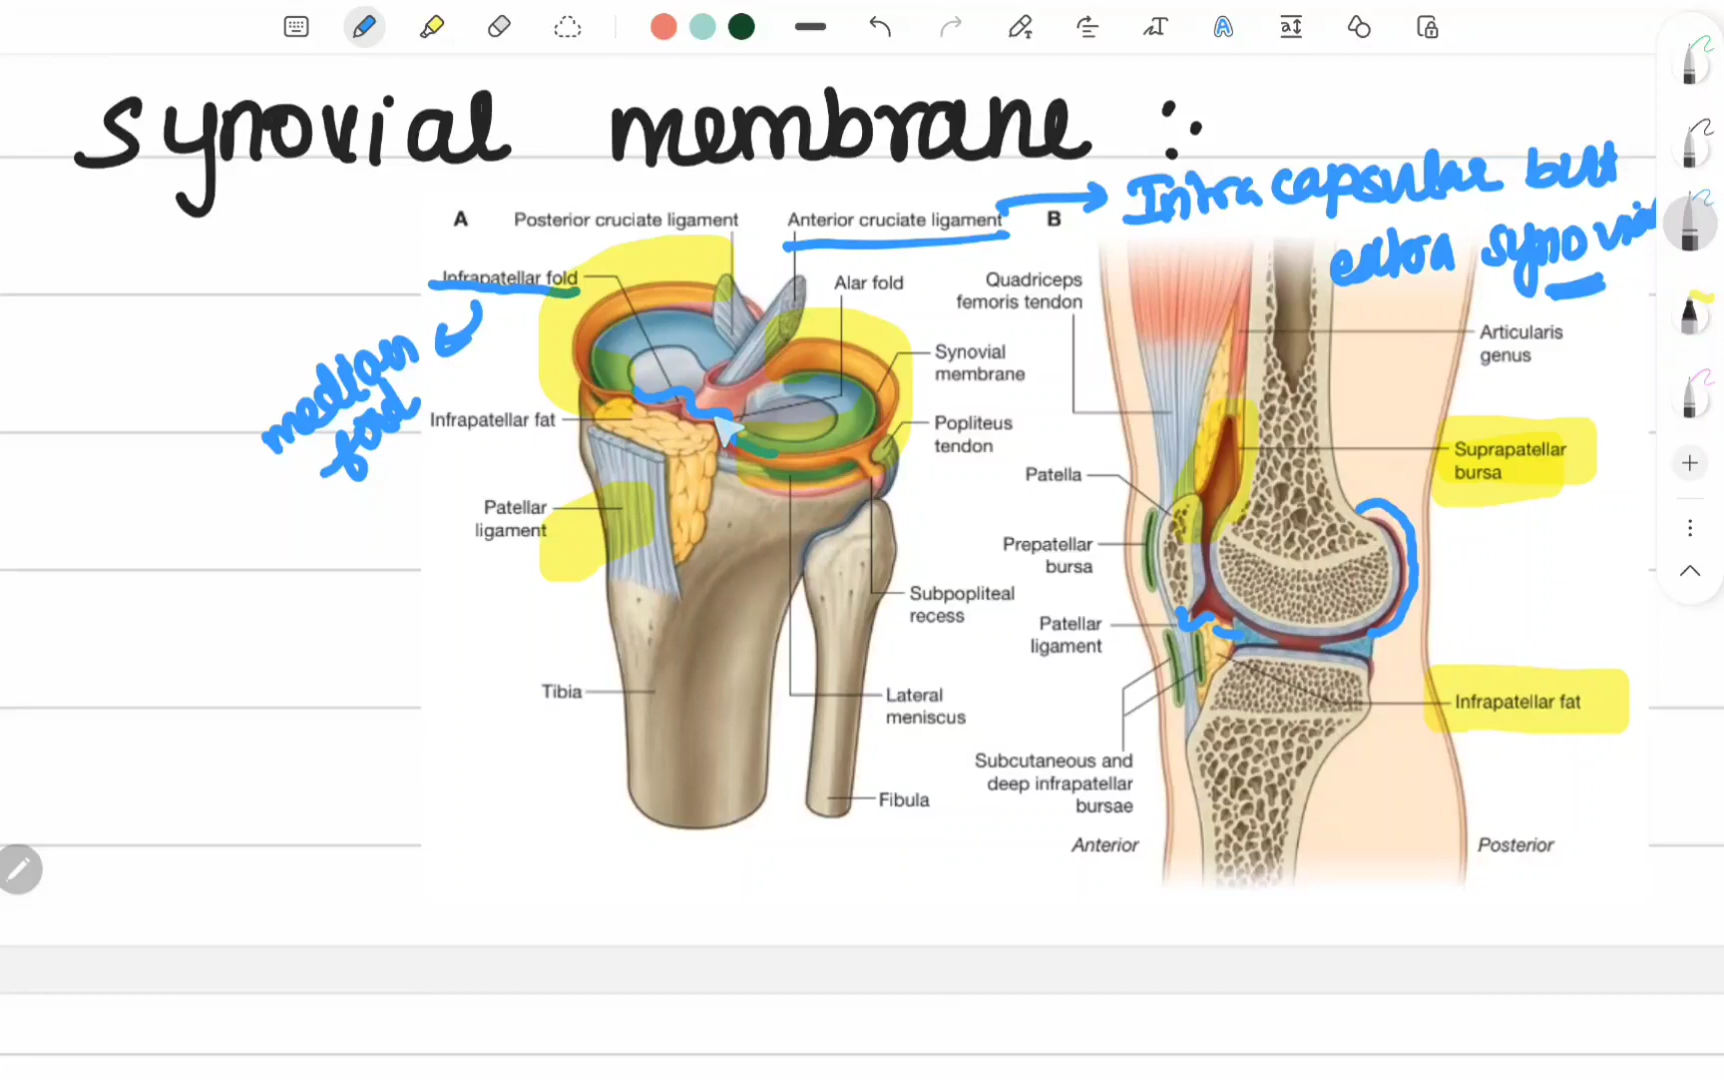 synovial membrane :
Intra capsular but
extra synovial
A
Posterior cruciate ligament
Anterior cruciate ligament
B
Infrapatellar fold
Alar fold
median
fold
Synovial
membrane
Infrapatellar fat
Popliteus
tendon
Patellar
ligament
Subpopliteal
recess
Tibia
Lateral
meniscus
Fibula
Quadriceps
femoris tendon
Articularis
genus
Suprapatellar
bursa
Patella
Prepatellar
bursa
Patellar
ligament
Infrapatellar fat
Subcutaneous and
deep infrapatellar
bursae
Anterior
Posterior